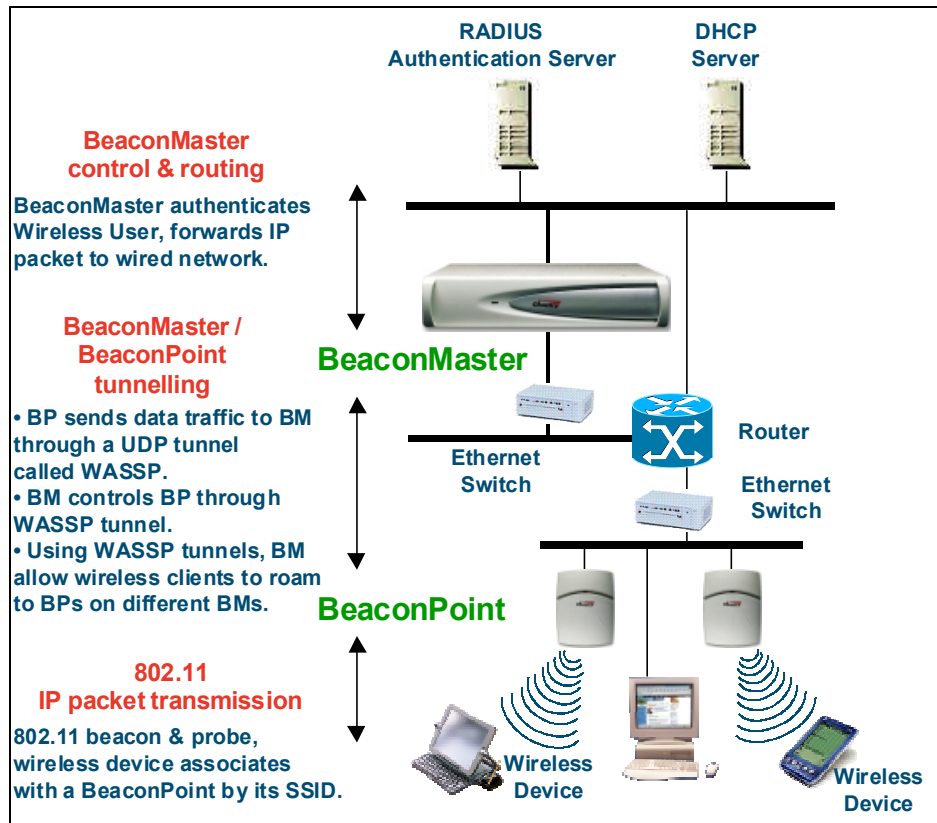 RADIUS
Authentication Server
DHCP
Server
BeaconMaster
control & routing
BeaconMaster authenticates
Wireless User, forwards IP
packet to wired network.
BeaconMaster /
BeaconPoint
tunnelling
• BP sends data traffic to BM
through a UDP tunnel
called WASSP.
• BM controls BP through
WASSP tunnel.
• Using WASSP tunnels, BM
allow wireless clients to roam
to BPs on different BMs.
BeaconMaster
Ethernet
Switch
Router
Ethernet
Switch
BeaconPoint
802.11
IP packet transmission
802.11 beacon & probe,
wireless device associates
with a BeaconPoint by its SSID.
Wireless
Device
Wireless
Device